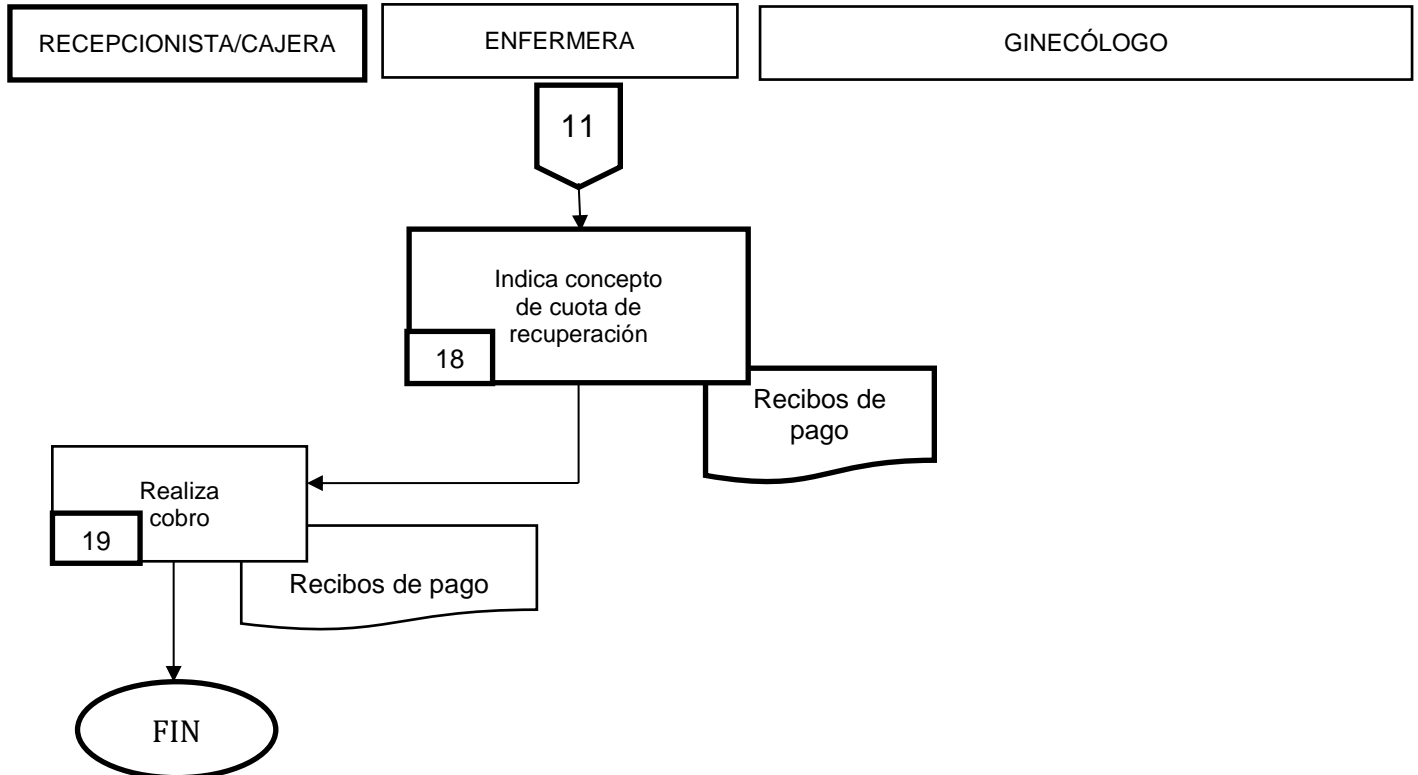 RECEPCIONISTA/CAJERA
ENFERMERA
GINECÓLOGO
11
Indica concepto
de cuota de
recuperación
18
Recibos de
pago
Realiza
cobro
19
Recibos de pago
FIN